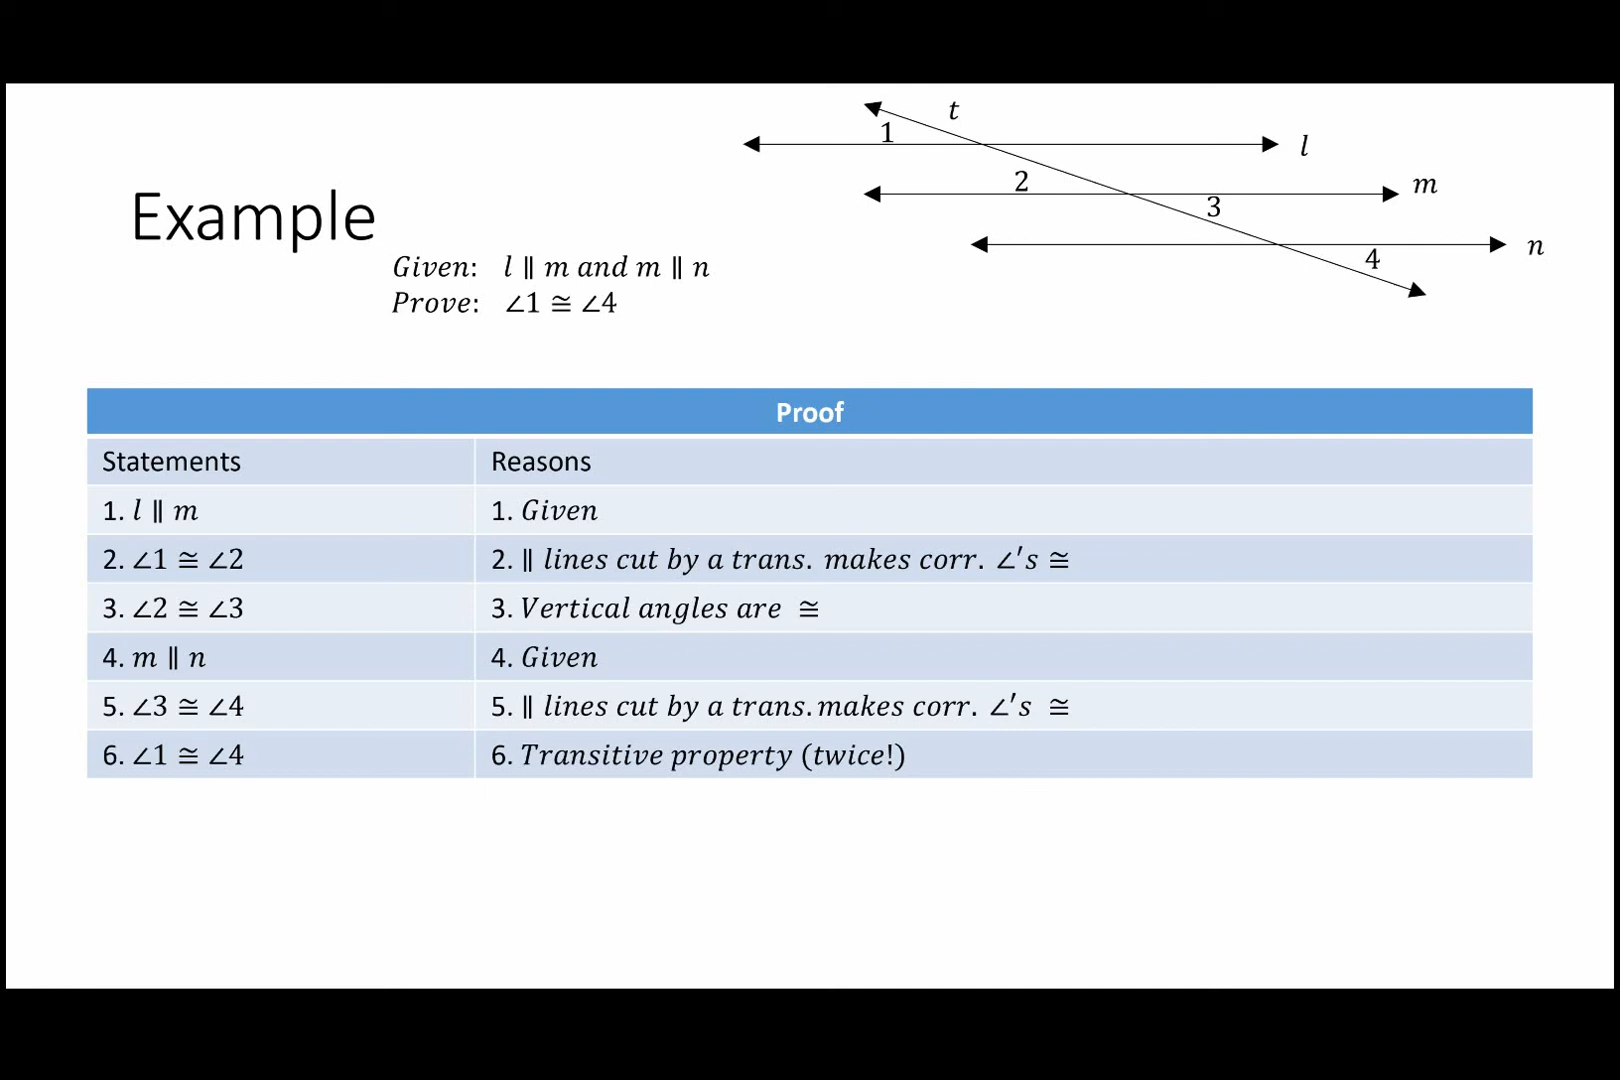 t
1
l
2
m
3
Example
n
4
Given: l ∥ m and m ∥ n
Prove: ∠1 ≅ ∠4
Proof
Statements Reasons
1. l ∥ m 1. Given
2. ∠1 ≅ ∠2 2. ∥ lines cut by a trans. makes corr. ∠′s ≅
3. ∠2 ≅ ∠3 3. Vertical angles are ≅
4. m ∥ n 4. Given
5. ∠3 ≅ ∠4 5. ∥ lines cut by a trans. makes corr. ∠′s ≅
6. ∠1 ≅ ∠4 6. Transitive property (twice!)